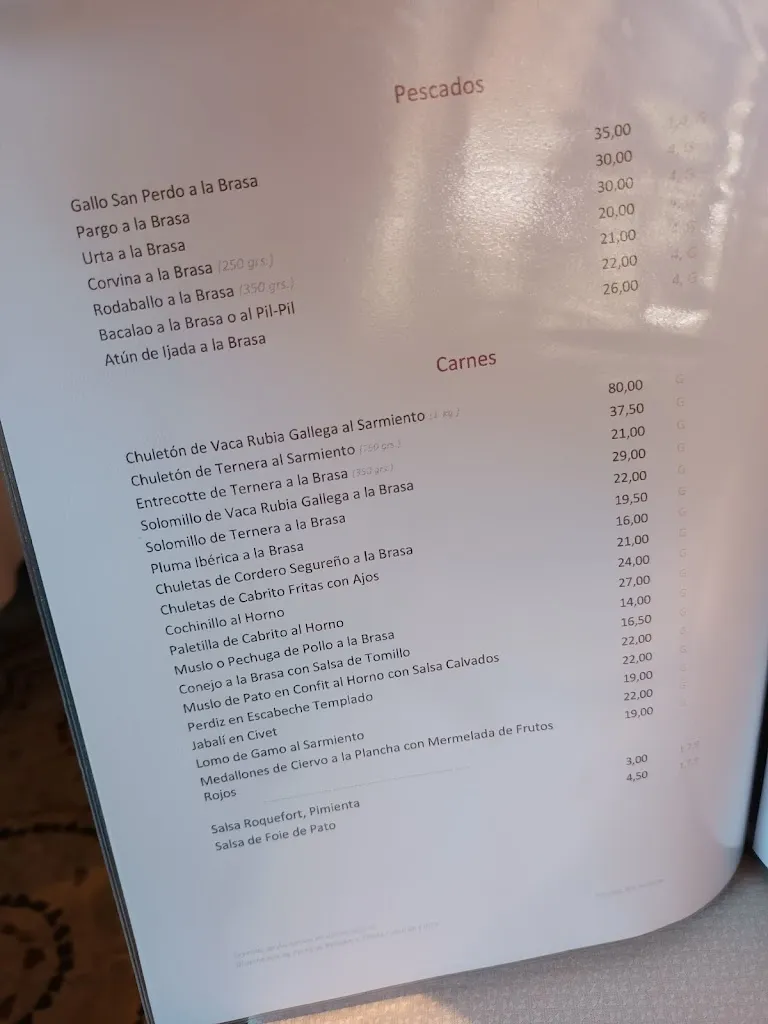 Pescados
Gallo San Perdo a la Brasa 35,00
Pargo a la Brasa 30,00 4, G
Urta a la Brasa 30,00
Corvina a la Brasa (250 grs.) 20,00
Rodaballo a la Brasa (350 grs.) 21,00
Bacalao a la Brasa o al Pil-Pil 22,00 4, G
Atún de Ijada a la Brasa 26,00 4, G
Carnes
Chuletón de Vaca Rubia Gallega al Sarmiento (1 Kg.) 80,00 G
Chuletón de Ternera al Sarmiento (750 grs.) 37,50 G
Entrecotte de Ternera a la Brasa (350 grs.) 21,00 G
Solomillo de Vaca Rubia Gallega a la Brasa 29,00 G
Solomillo de Ternera a la Brasa 22,00 G
Pluma Ibérica a la Brasa 19,50 G
Chuletas de Cordero Segureño a la Brasa 16,00 G
Chuletas de Cabrito Fritas con Ajos 21,00 G
Cochinillo al Horno 24,00 G
Paletilla de Cabrito al Horno 27,00
Muslo o Pechuga de Pollo a la Brasa 14,00
Conejo a la Brasa con Salsa de Tomillo 16,50
Muslo de Pato en Confit al Horno con Salsa Calvados 22,00
Perdiz en Escabeche Templado 22,00
Jabalí en Civet 19,00
Lomo de Gamo al Sarmiento 22,00
Medallones de Ciervo a la Plancha con Mermelada de Frutos 19,00
Rojos
Salsa Roquefort, Pimienta 3,00
Salsa de Foie de Pato 4,50